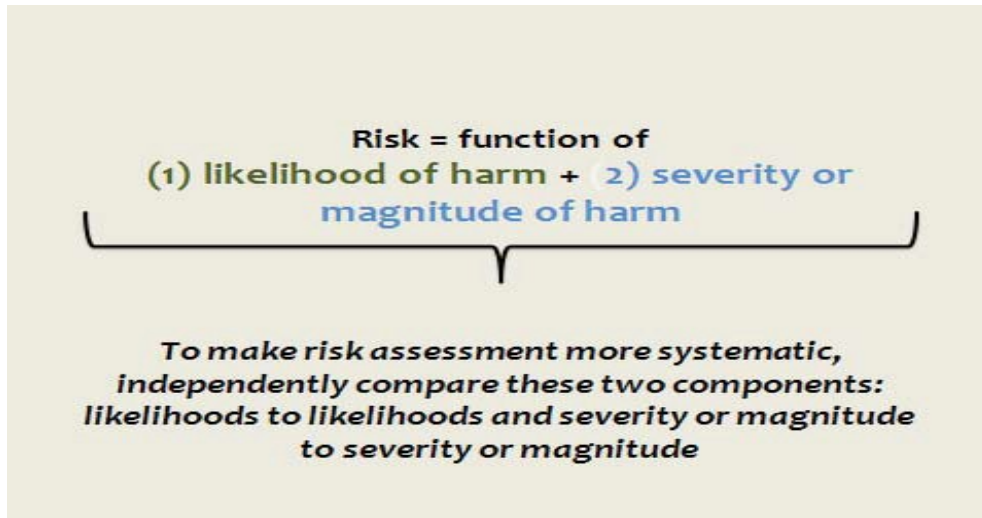 Risk = function of
(1) likelihood of harm + (2) severity or
magnitude of harm
To make risk assessment more systematic,
independently compare these two components:
likelihoods to likelihoods and severity or magnitude
to severity or magnitude